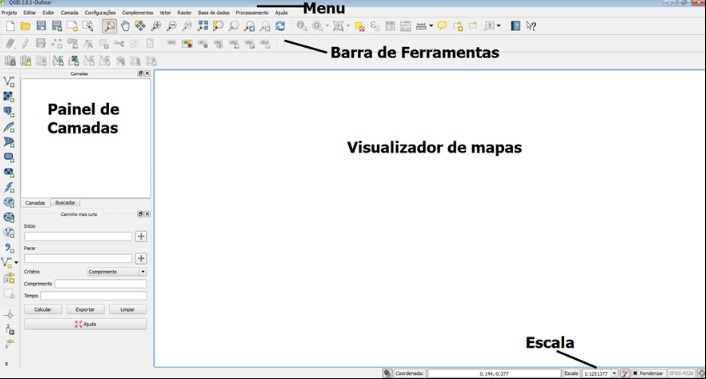 QGIS 2.0.1-Dufour
Projeto Editar Exibir Camada Configurações Complementos Vetor Raster Base de dados Processamento Ajuda
Menu
Barra de Ferramentas
Camadas
Painel de
Camadas
Visualizador de mapas
Camadas Buscador
Caminho mais curto
Início
Parar
Critério Comprimento
Comprimento
Tempo
Calcular Exportar Limpar
Ajuda
Escala
Coordenada: 0.144,-0.377 Escala 1:1251377 Renderizar EPSG:4326